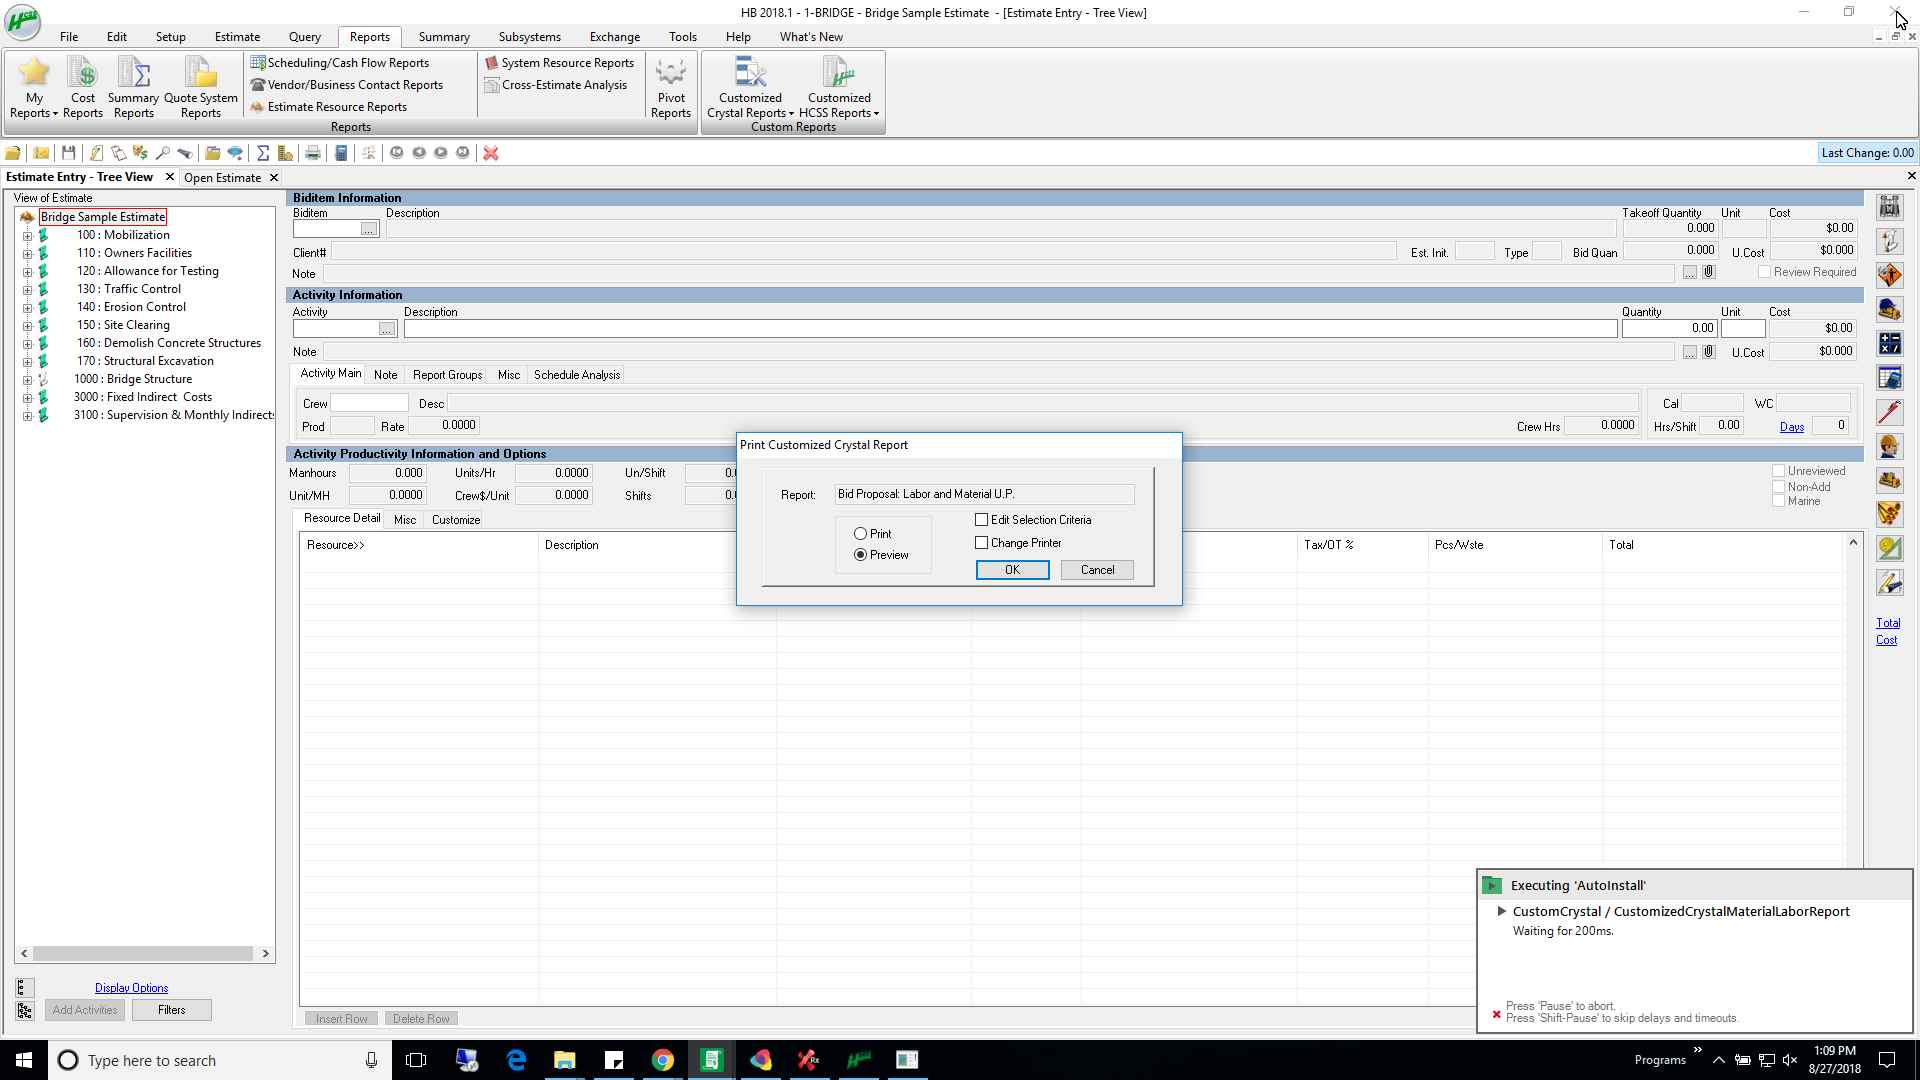 HB 2018.1 - 1-BRIDGE - Bridge Sample Estimate - [Estimate Entry - Tree View]
File Edit Setup Estimate Query Reports Summary Subsystems Exchange Tools Help What's New
My Reports
Cost Reports
Summary Reports
Quote System Reports
Scheduling/Cash Flow Reports
Vendor/Business Contact Reports
Estimate Resource Reports
Reports
System Resource Reports
Cross-Estimate Analysis
Pivot Reports
Customized Crystal Reports
Customized HCSS Reports
Custom Reports
Last Change: 0.00
Estimate Entry - Tree View
Open Estimate
View of Estimate
Bridge Sample Estimate
100 : Mobilization
110 : Owners Facilities
120 : Allowance for Testing
130 : Traffic Control
140 : Erosion Control
150 : Site Clearing
160 : Demolish Concrete Structures
170 : Structural Excavation
1000 : Bridge Structure
3000 : Fixed Indirect Costs
3100 : Supervision & Monthly Indirects
Display Options
Add Activities
Filters
Biditem Information
Biditem Description Takeoff Quantity Unit Cost
... 0.000 $0.00
Client# Est. Init. Type Bid Quan 0.000 U.Cost $0.000
Note ... Review Required
Activity Information
Activity Description Quantity Unit Cost
... 0.00 $0.00
Note ... U.Cost $0.000
Activity Main Note Report Groups Misc Schedule Analysis
Crew Desc Cal WC
Prod Rate 0.0000 Crew Hrs 0.0000 Hrs/Shift 0.00 Days 0
Activity Productivity Information and Options
Manhours 0.000 Units/Hr 0.0000 Un/Shift 0.
Unit/MH 0.000 Crew$/Unit 0.0000 Shifts 0.
Unreviewed
Non-Add
Marine
Resource Detail Misc Customize
Resource>> Description Tax/OT % Pcs/Wste Total
Insert Row
Delete Row
Total
Cost
Print Customized Crystal Report
Report: Bid Proposal: Labor and Material U.P.
Print
Preview
Edit Selection Criteria
Change Printer
OK
Cancel
Executing 'AutoInstall'
CustomCrystal / CustomizedCrystalMaterialLaborReport
Waiting for 200ms.
Press 'Pause' to abort.
Press 'Shift-Pause' to skip delays and timeouts.
Type here to search
Programs
1:09 PM
8/27/2018